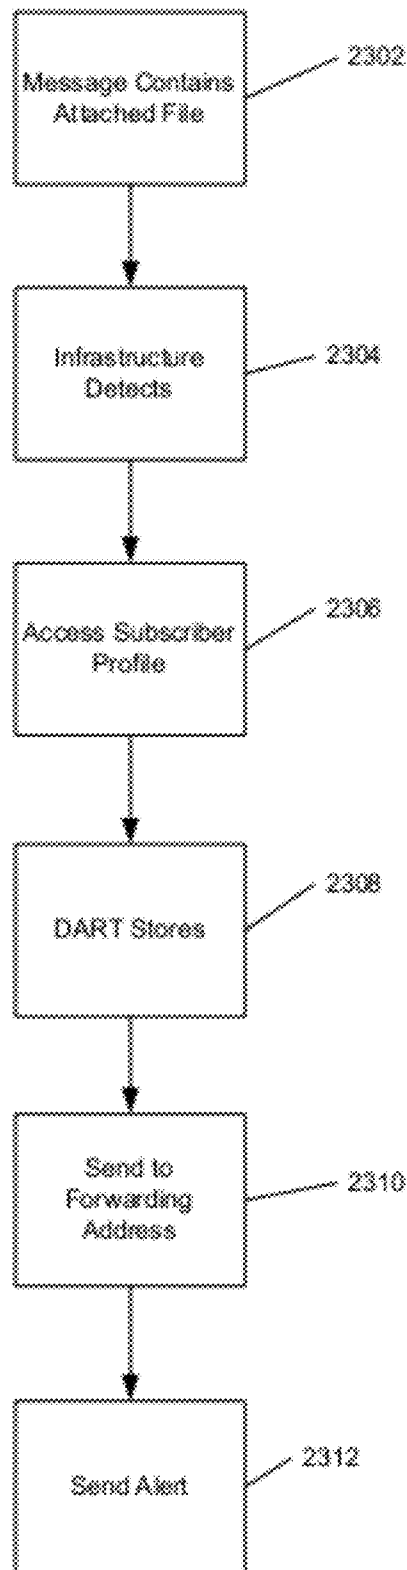 Message Contains
Attached File
2302
Infrastructure
Detects
2304
Access Subscriber
Profile
2306
DART Stores
2308
Send to
Forwarding
Address
2310
Send Alert
2312